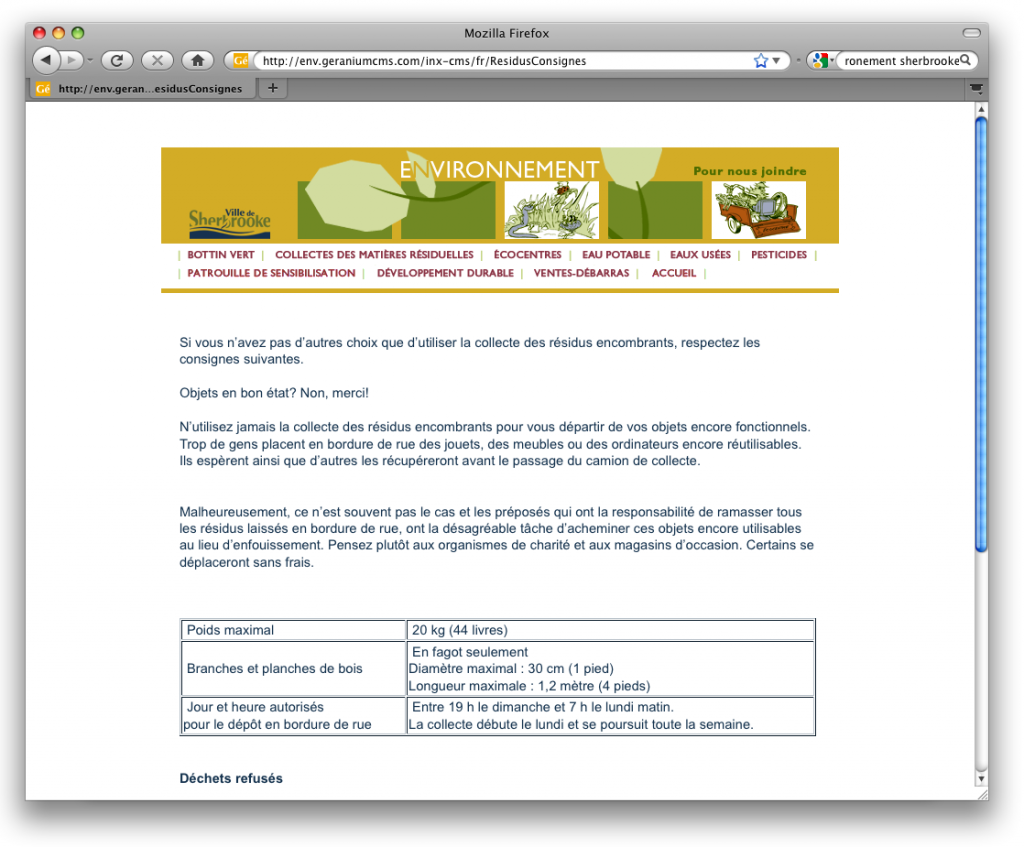 Mozilla Firefox
Gé http://env.geraniumcms.com/inx-cms/fr/ResidusConsignes ronement sherbrooke
Gé http://env.geran...esidusConsignes +
ENVIRONNEMENT
Pour nous joindre
Ville de
Sherbrooke
| BOTTIN VERT | COLLECTES DES MATIÈRES RÉSIDUELLES | ÉCOCENTRES | EAU POTABLE | EAUX USÉES | PESTICIDES |
| PATROUILLE DE SENSIBILISATION | DÉVELOPPEMENT DURABLE | VENTES-DÉBARRAS | ACCUEIL |
Si vous n'avez pas d'autres choix que d'utiliser la collecte des résidus encombrants, respectez les
consignes suivantes.
Objets en bon état? Non, merci!
N'utilisez jamais la collecte des résidus encombrants pour vous départir de vos objets encore fonctionnels.
Trop de gens placent en bordure de rue des jouets, des meubles ou des ordinateurs encore réutilisables.
Ils espèrent ainsi que d'autres les récupéreront avant le passage du camion de collecte.
Malheureusement, ce n'est souvent pas le cas et les préposés qui ont la responsabilité de ramasser tous
les résidus laissés en bordure de rue, ont la désagréable tâche d'acheminer ces objets encore utilisables
au lieu d'enfouissement. Pensez plutôt aux organismes de charité et aux magasins d'occasion. Certains se
déplaceront sans frais.
Poids maximal
20 kg (44 livres)
Branches et planches de bois
En fagot seulement
Diamètre maximal : 30 cm (1 pied)
Longueur maximale : 1,2 mètre (4 pieds)
Jour et heure autorisés
pour le dépôt en bordure de rue
Entre 19 h le dimanche et 7 h le lundi matin.
La collecte débute le lundi et se poursuit toute la semaine.
Déchets refusés